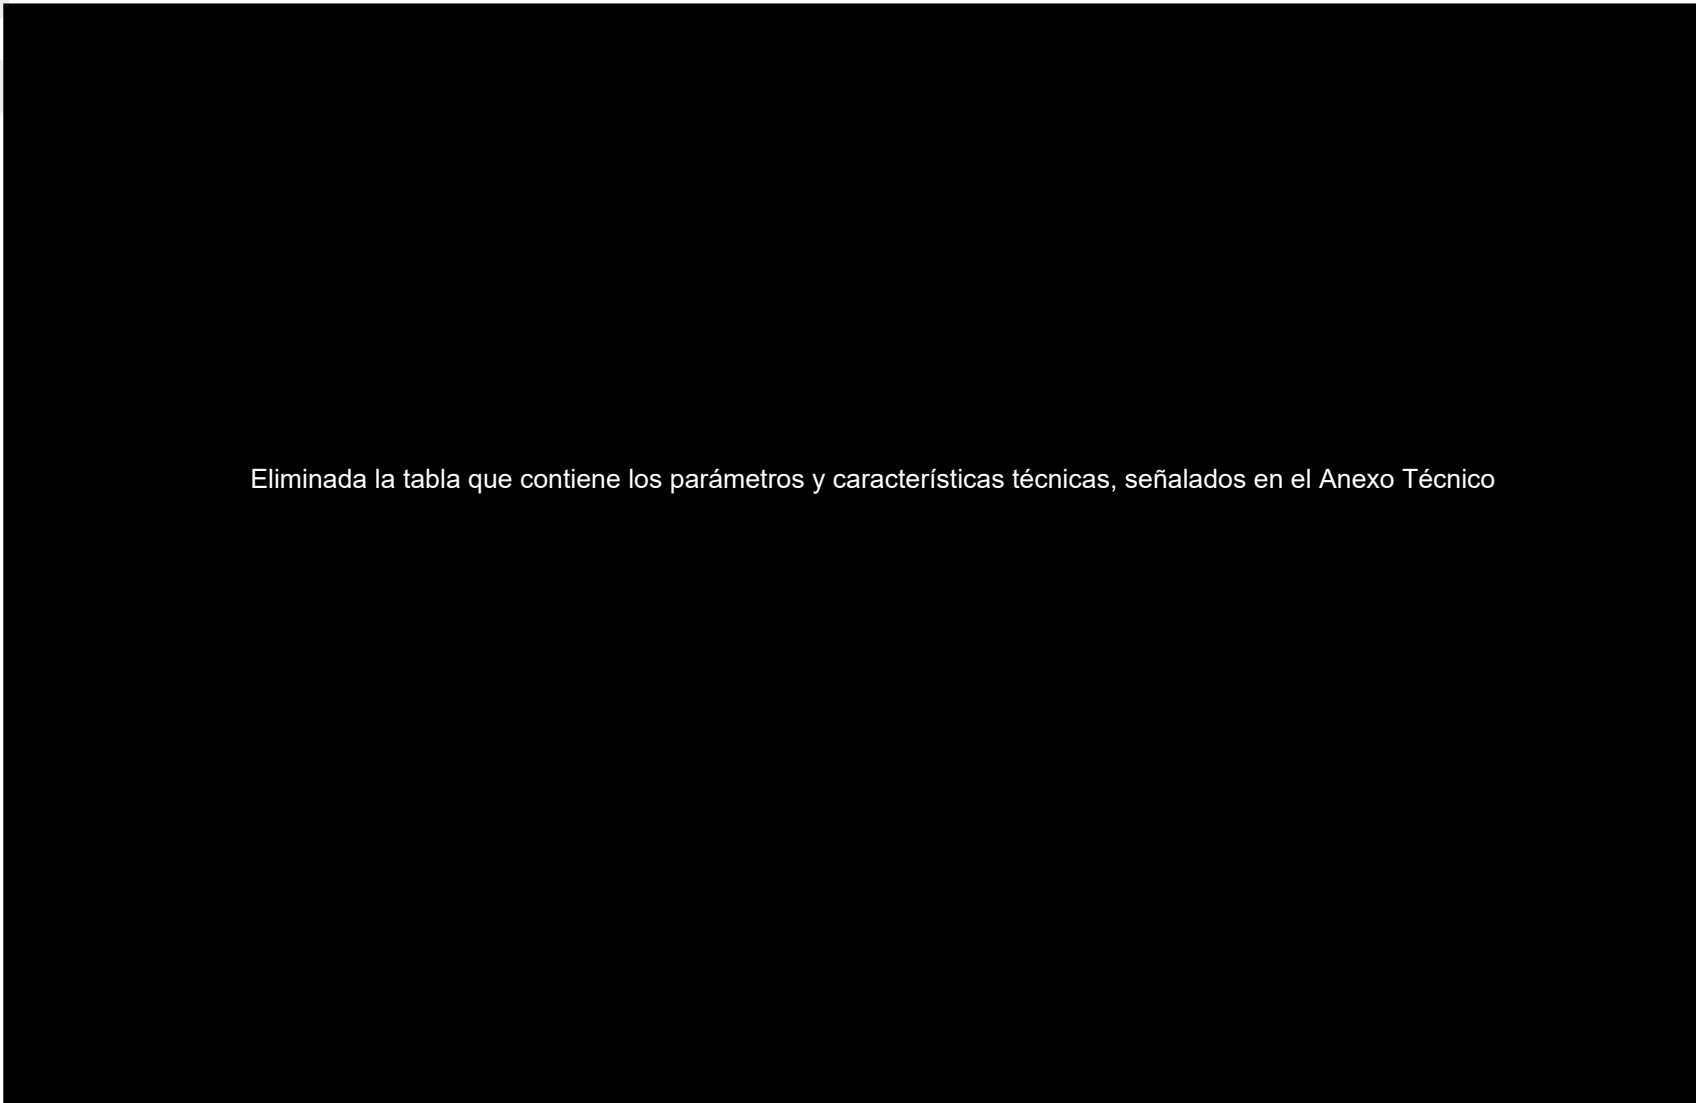 Eliminada la tabla que contiene los parámetros y características técnicas, señalados en el Anexo Técnico